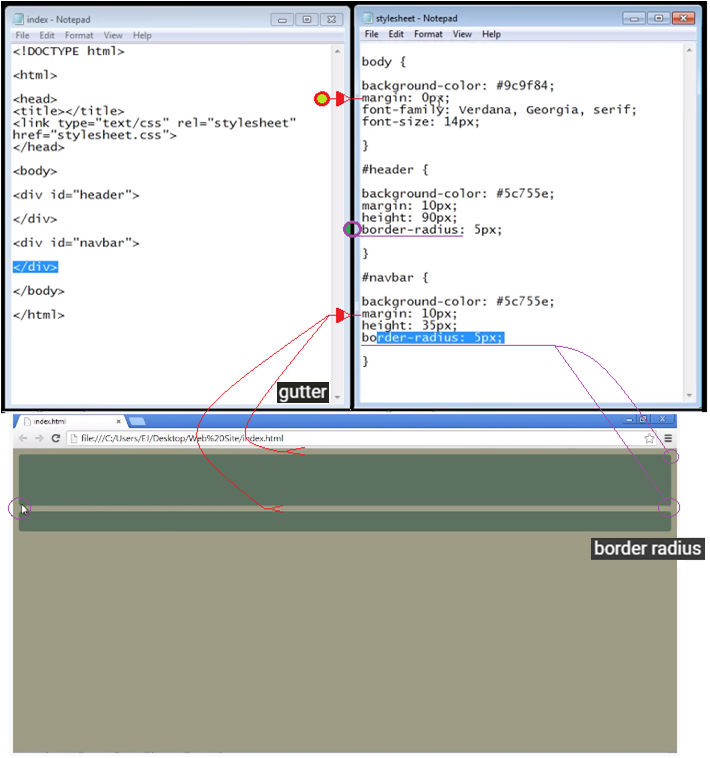 index - Notepad
File Edit Format View Help
<!DOCTYPE html>
<html>
<head>
<title></title>
<link type="text/css" rel="stylesheet"
href="stylesheet.css">
</head>
<body>
<div id="header">
</div>
<div id="navbar">
</div>
</body>
</html>
gutter
stylesheet - Notepad
File Edit Format View Help
body {
background-color: #9c9f84;
margin: 0px;
font-family: Verdana, Georgia, serif;
font-size: 14px;
}
#header {
background-color: #5c755e;
margin: 10px;
height: 90px;
border-radius: 5px;
}
#navbar {
background-color: #5c755e;
margin: 10px;
height: 35px;
border-radius: 5px;
}
index.html
file:///C:/Users/EJ/Desktop/Web%20Site/index.html
border radius